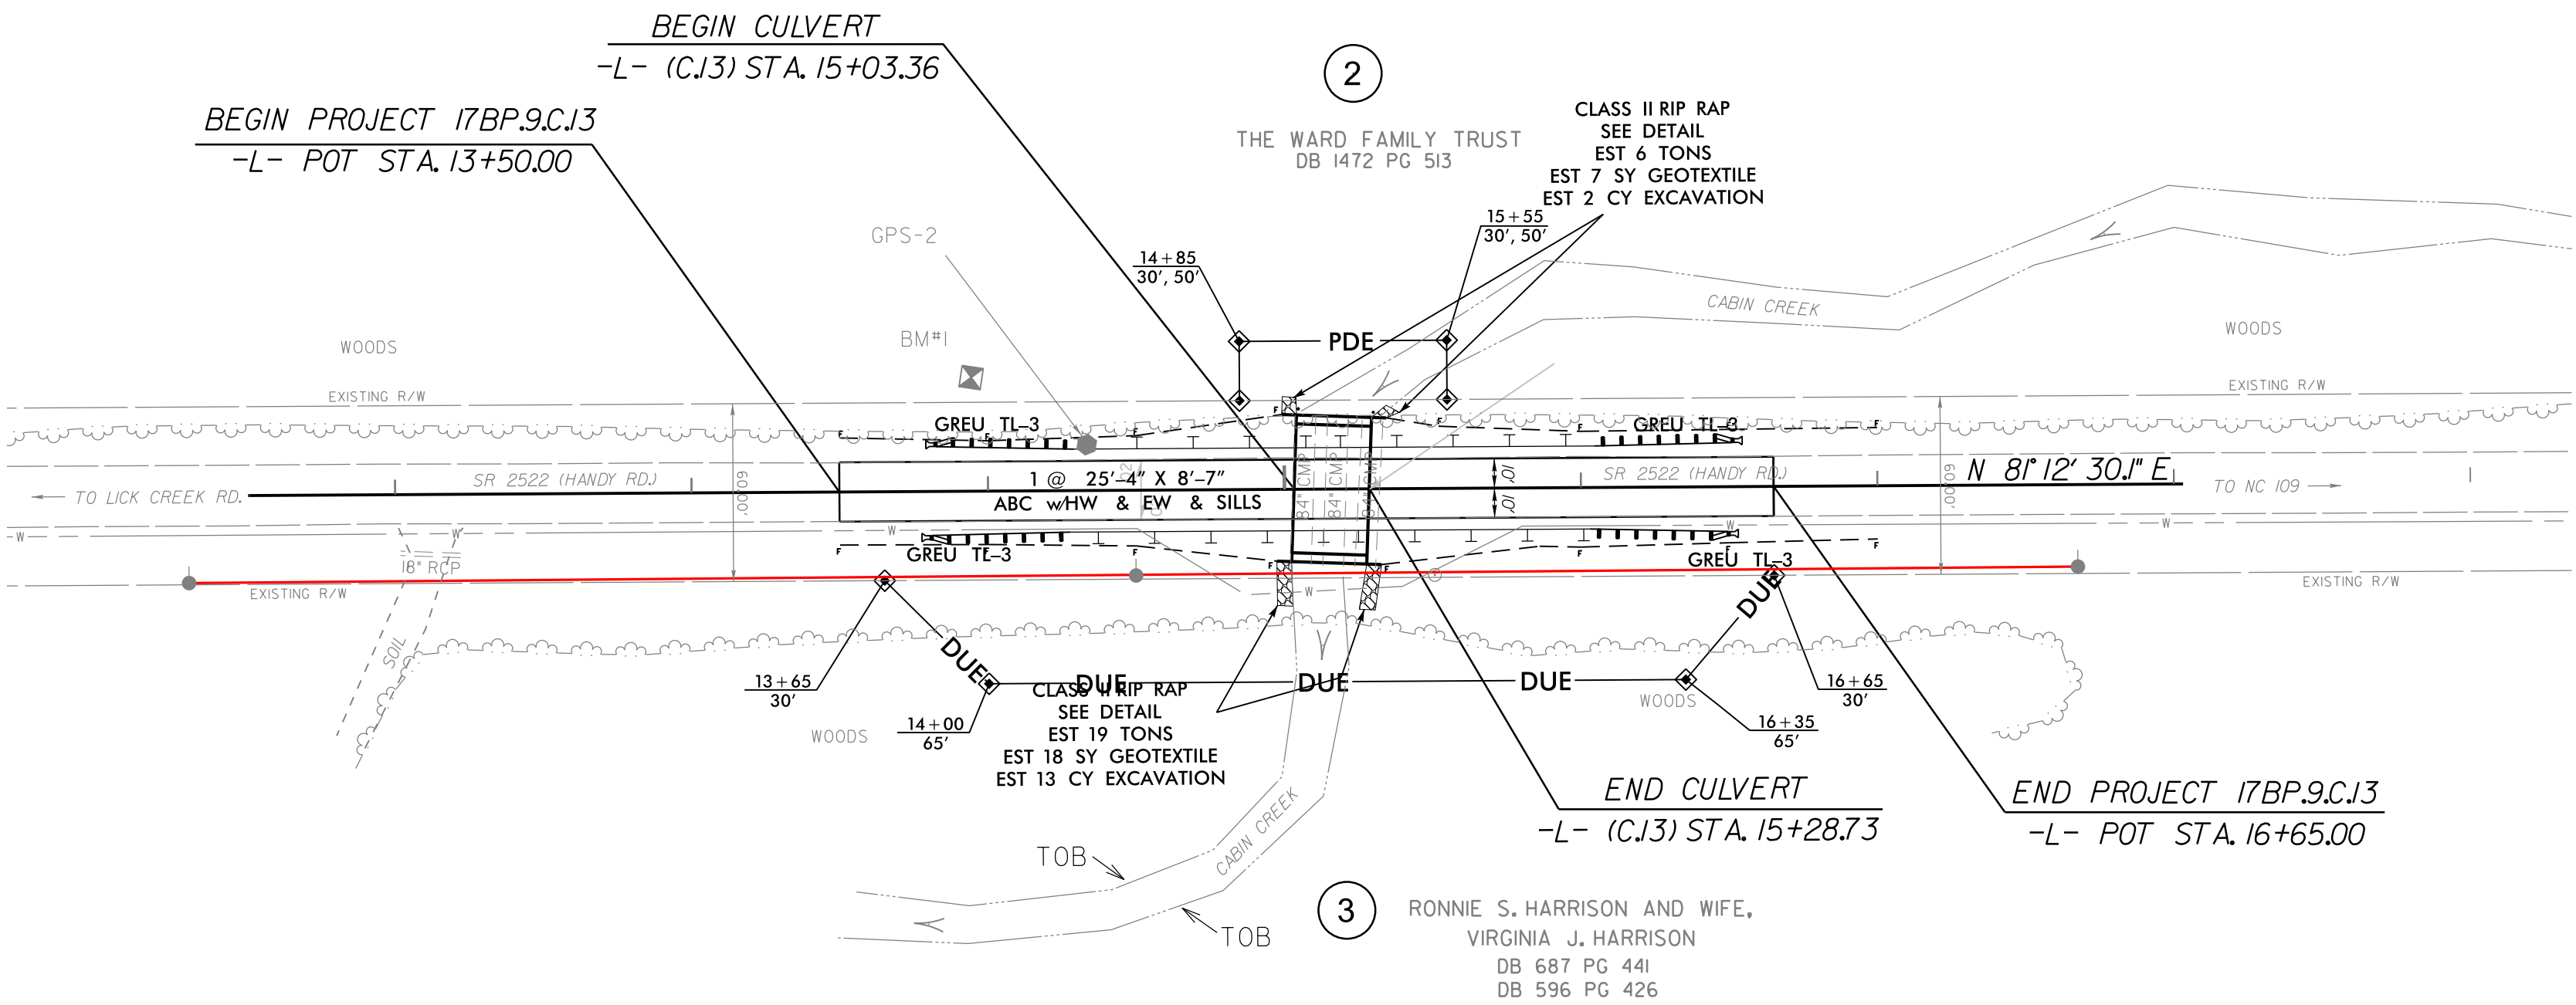 BEGIN CULVERT
-L- (C.13) STA. 15+03.36
BEGIN PROJECT 17BP.9.C.13
-L- POT STA. 13+50.00
2
THE WARD FAMILY TRUST
DB 1472 PG 513
CLASS II RIP RAP
SEE DETAIL
EST 6 TONS
EST 7 SY GEOTEXTILE
EST 2 CY EXCAVATION
15+55
30', 50'
14+85
30', 50'
GPS-2
BM#1
WOODS
PDE
CABIN CREEK
WOODS
EXISTING R/W
EXISTING R/W
GREU TL-3
GREU TL-3
F
F
F
F
F
F
F
60.00'
60.00'
TO LICK CREEK RD.
SR 2522 (HANDY RD.)
1 @ 25'-4" X 8'-7"
ABC w/HW & EW & SILLS
84" CMP
84" CMP
84" CMP
10'
10'
SR 2522 (HANDY RD.)
N 81° 12' 30.1" E
TO NC 109
W
W
W
W
W
W
GREU TL-3
GREU TL-3
F
F
F
F
F
F
F
F
18" RCP
SOIL
EXISTING R/W
EXISTING R/W
DUE
DUE
DUE
DUE
DUE
13+65
30'
14+00
65'
WOODS
CLASS II RIP RAP
SEE DETAIL
EST 19 TONS
EST 18 SY GEOTEXTILE
EST 13 CY EXCAVATION
WOODS
16+65
30'
16+35
65'
END CULVERT
-L- (C.13) STA. 15+28.73
END PROJECT 17BP.9.C.13
-L- POT STA. 16+65.00
CABIN CREEK
TOB
TOB
3
RONNIE S. HARRISON AND WIFE,
VIRGINIA J. HARRISON
DB 687 PG 441
DB 596 PG 426